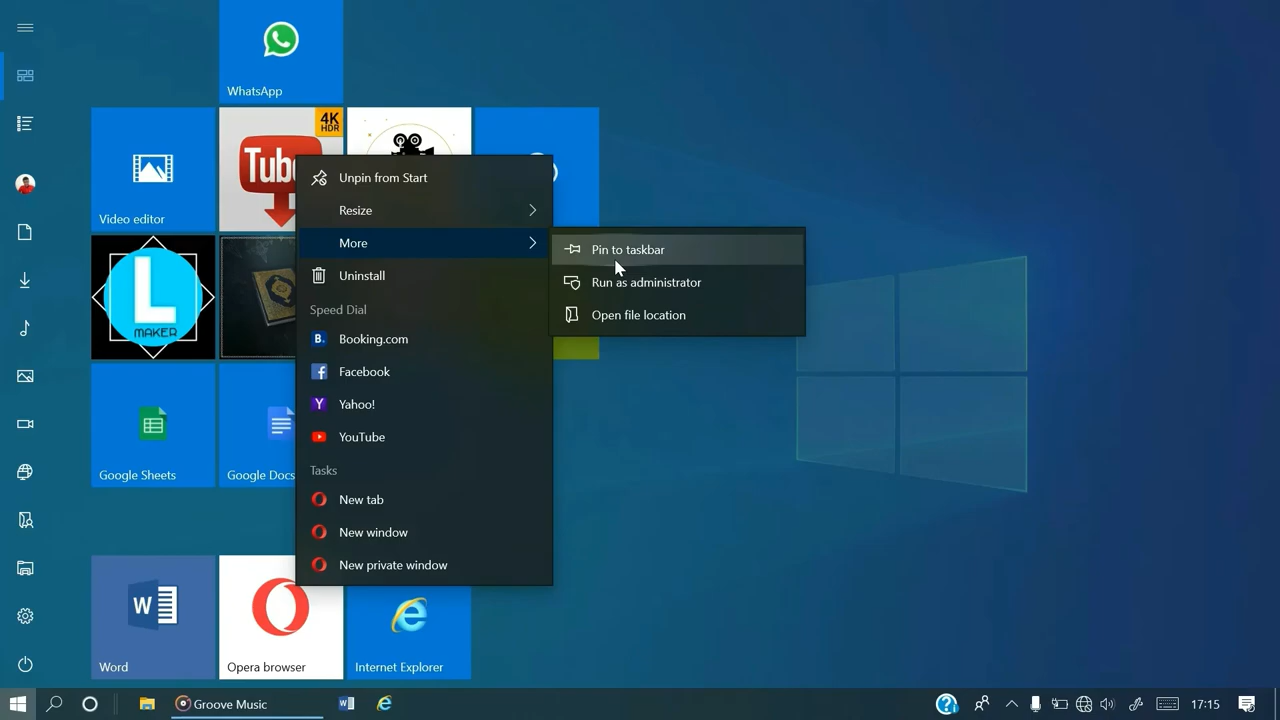 WhatsApp
Video editor
4K
HDR
Tube
L
MAKER
Google Sheets
Google Docs
W
Word
Opera browser
Internet Explorer
Unpin from Start
Resize
More
Uninstall
Speed Dial
B. Booking.com
f Facebook
Y Yahoo!
YouTube
Tasks
New tab
New window
New private window
Pin to taskbar
Run as administrator
Open file location
Groove Music
17:15